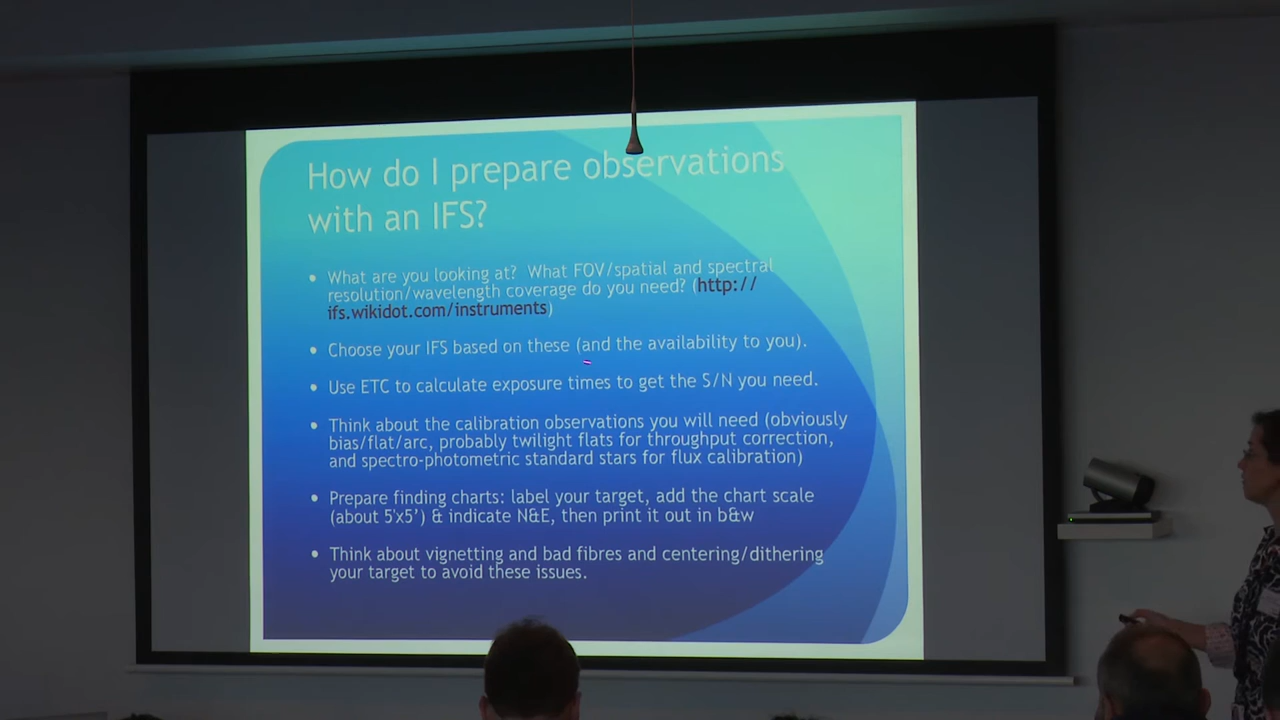 How do I prepare observations
with an IFS?
• What are you looking at? What FOV/spatial and spectral
resolution/wavelength coverage do you need? (http://
ifs.wikidot.com/instruments)
• Choose your IFS based on these (and the availability to you).
• Use ETC to calculate exposure times to get the S/N you need.
• Think about the calibration observations you will need (obviously
bias/flat/arc, probably twilight flats for throughput correction,
and spectro-photometric standard stars for flux calibration)
• Prepare finding charts: label your target, add the chart scale
(about 5'x5') & indicate N&E, then print it out in b&w
• Think about vignetting and bad fibres and centering/dithering
your target to avoid these issues.